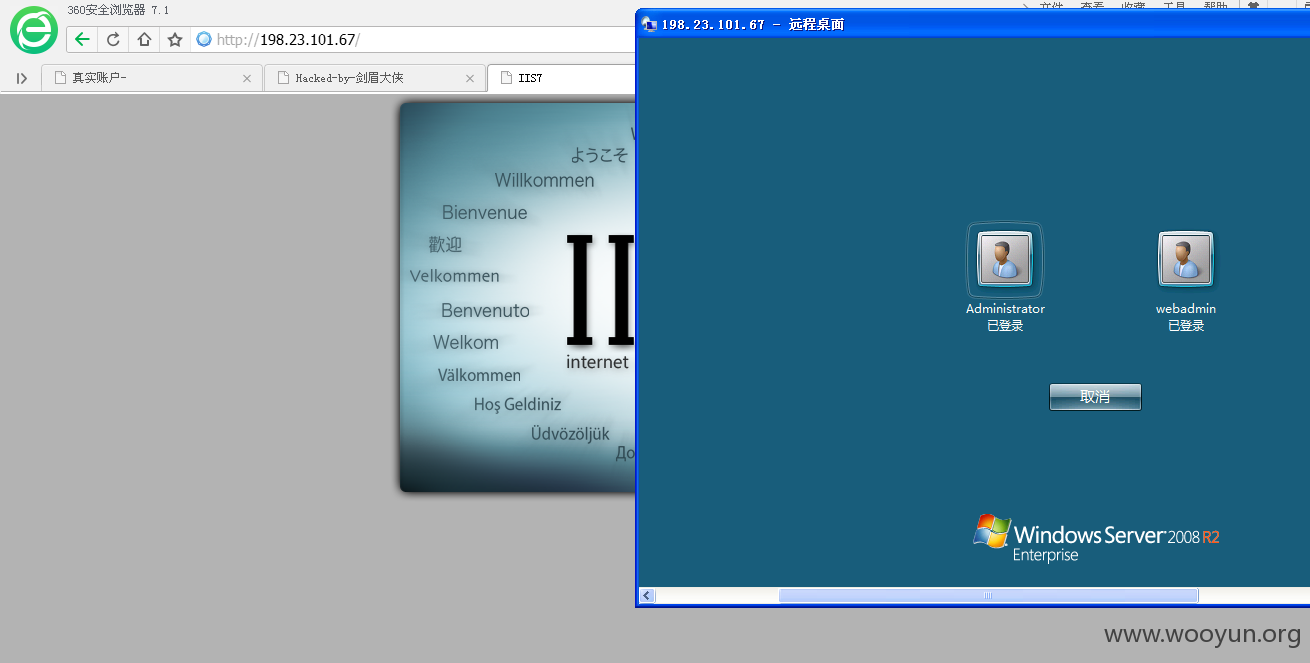 360安全浏览器 7.1
文件 查看 收藏 工具 帮助
http://198.23.101.67/
真实账户-
Hacked-by-剑眉大侠
IIS7
ようこそ
Willkommen
Bienvenue
歡迎
Velkommen
Benvenuto
Welkom
Välkommen
Hoş Geldiniz
Üdvözöljük
internet
198.23.101.67 - 远程桌面
Administrator
已登录
webadmin
已登录
取消
Windows Server 2008 R2
Enterprise
www.wooyun.org